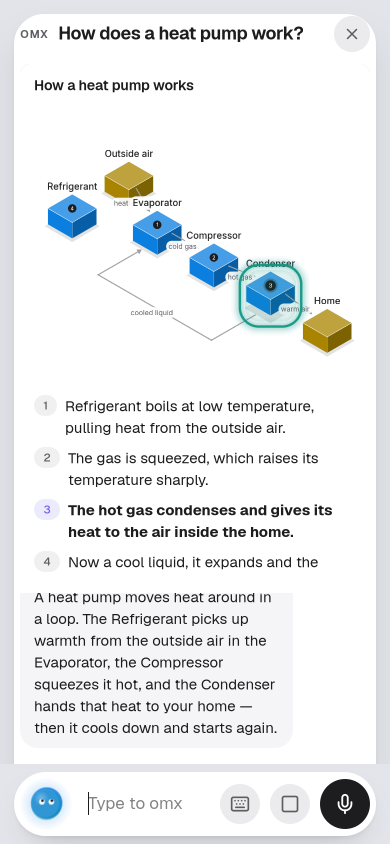 OMX How does a heat pump work?
How a heat pump works
Outside air
Refrigerant
4
heat
Evaporator
1
cold gas
Compressor
2
hot gas
Condenser
3
warm air
Home
cooled liquid
1 Refrigerant boils at low temperature,
pulling heat from the outside air.
2 The gas is squeezed, which raises its
temperature sharply.
3 The hot gas condenses and gives its
heat to the air inside the home.
4 Now a cool liquid, it expands and the
A heat pump moves heat around in
a loop. The Refrigerant picks up
warmth from the outside air in the
Evaporator, the Compressor
squeezes it hot, and the Condenser
hands that heat to your home —
then it cools down and starts again.
Type to omx